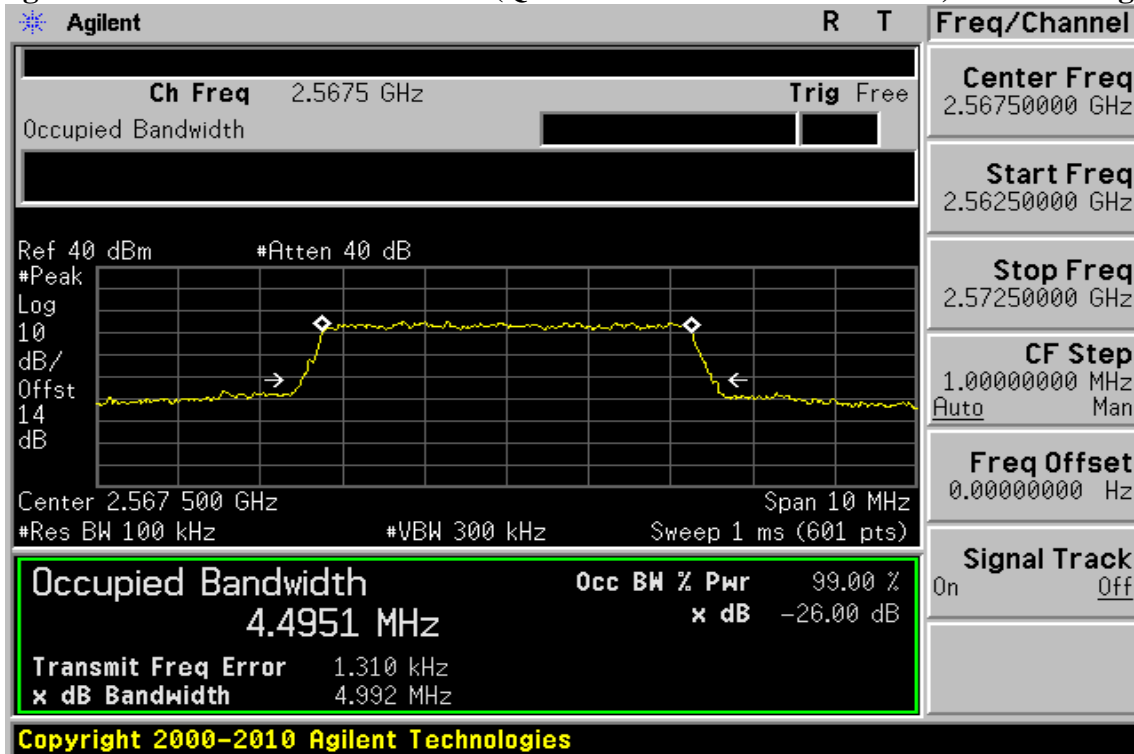 Agilent R T
Freq/Channel
Ch Freq 2.5675 GHz Trig Free
Occupied Bandwidth
Center Freq
2.56750000 GHz
Start Freq
2.56250000 GHz
Stop Freq
2.57250000 GHz
CF Step
1.00000000 MHz
Auto Man
Freq Offset
0.00000000 Hz
Signal Track
On Off
Ref 40 dBm #Atten 40 dB
#Peak
Log
10
dB/
Offst
14
dB
Center 2.567 500 GHz Span 10 MHz
#Res BW 100 kHz #VBW 300 kHz Sweep 1 ms (601 pts)
Occupied Bandwidth Occ BW % Pwr 99.00 %
4.4951 MHz x dB -26.00 dB
Transmit Freq Error 1.310 kHz
x dB Bandwidth 4.992 MHz
Copyright 2000-2010 Agilent Technologies